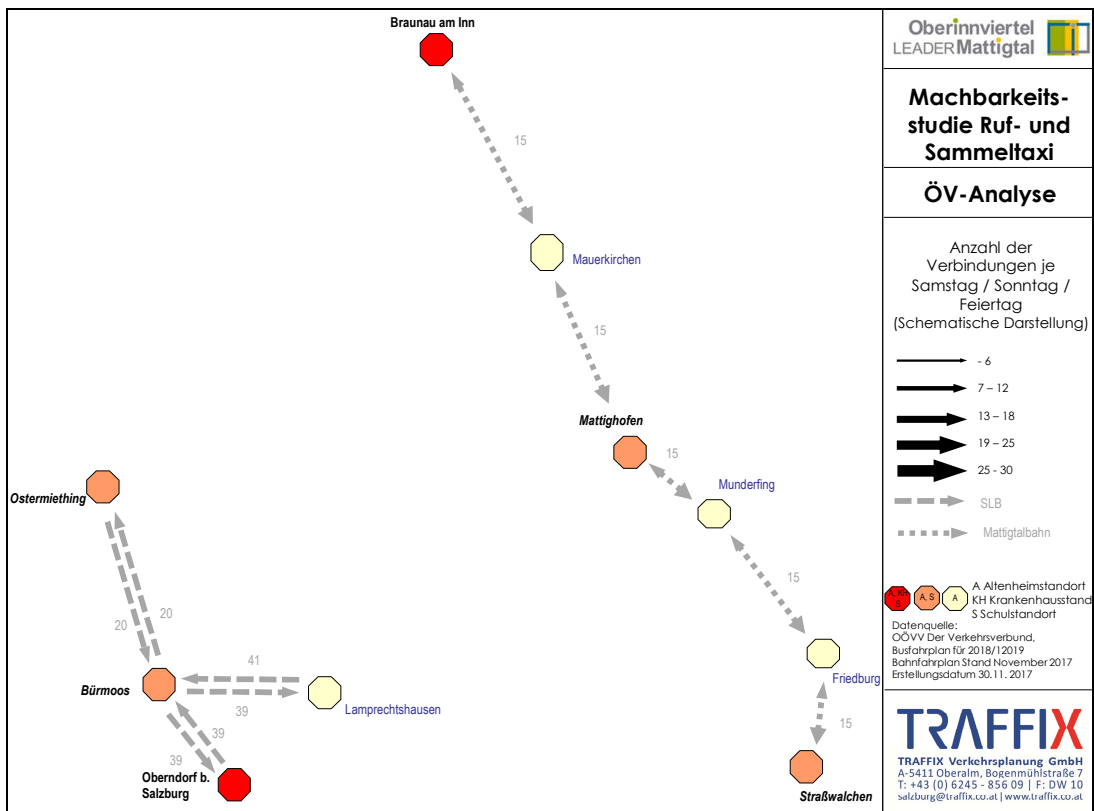 Braunau am Inn
15
Mauerkirchen
15
Mattighofen
15
Munderfing
15
Friedburg
15
Straßwalchen
Ostermiething
20
20
Bürmoos
41
39
Lamprechtshausen
39
39
Oberndorf b.
Salzburg
Oberinnviertel
LEADER Mattigtal
Machbarkeits-
studie Ruf- und
Sammeltaxi
ÖV-Analyse
Anzahl der
Verbindungen je
Samstag / Sonntag /
Feiertag
(Schematische Darstellung)
- 6
7 – 12
13 – 18
19 – 25
25 - 30
SLB
Mattigtalbahn
A, KH
S
A, S
A
A Altenheimstandort
KH Krankenhausstand
S Schulstandort
Datenquelle:
OÖVV Der Verkehrsverbund,
Busfahrplan für 2018/12019
Bahnfahrplan Stand November 2017
Erstellungsdatum 30.11. 2017
TRAFFIX
TRAFFIX Verkehrsplanung GmbH
A-5411 Oberalm, Bogenmühlstraße 7
T: +43 (0) 6245 - 856 09 | F: DW 10
salzburg@traffix.co.at | www.traffix.co.at